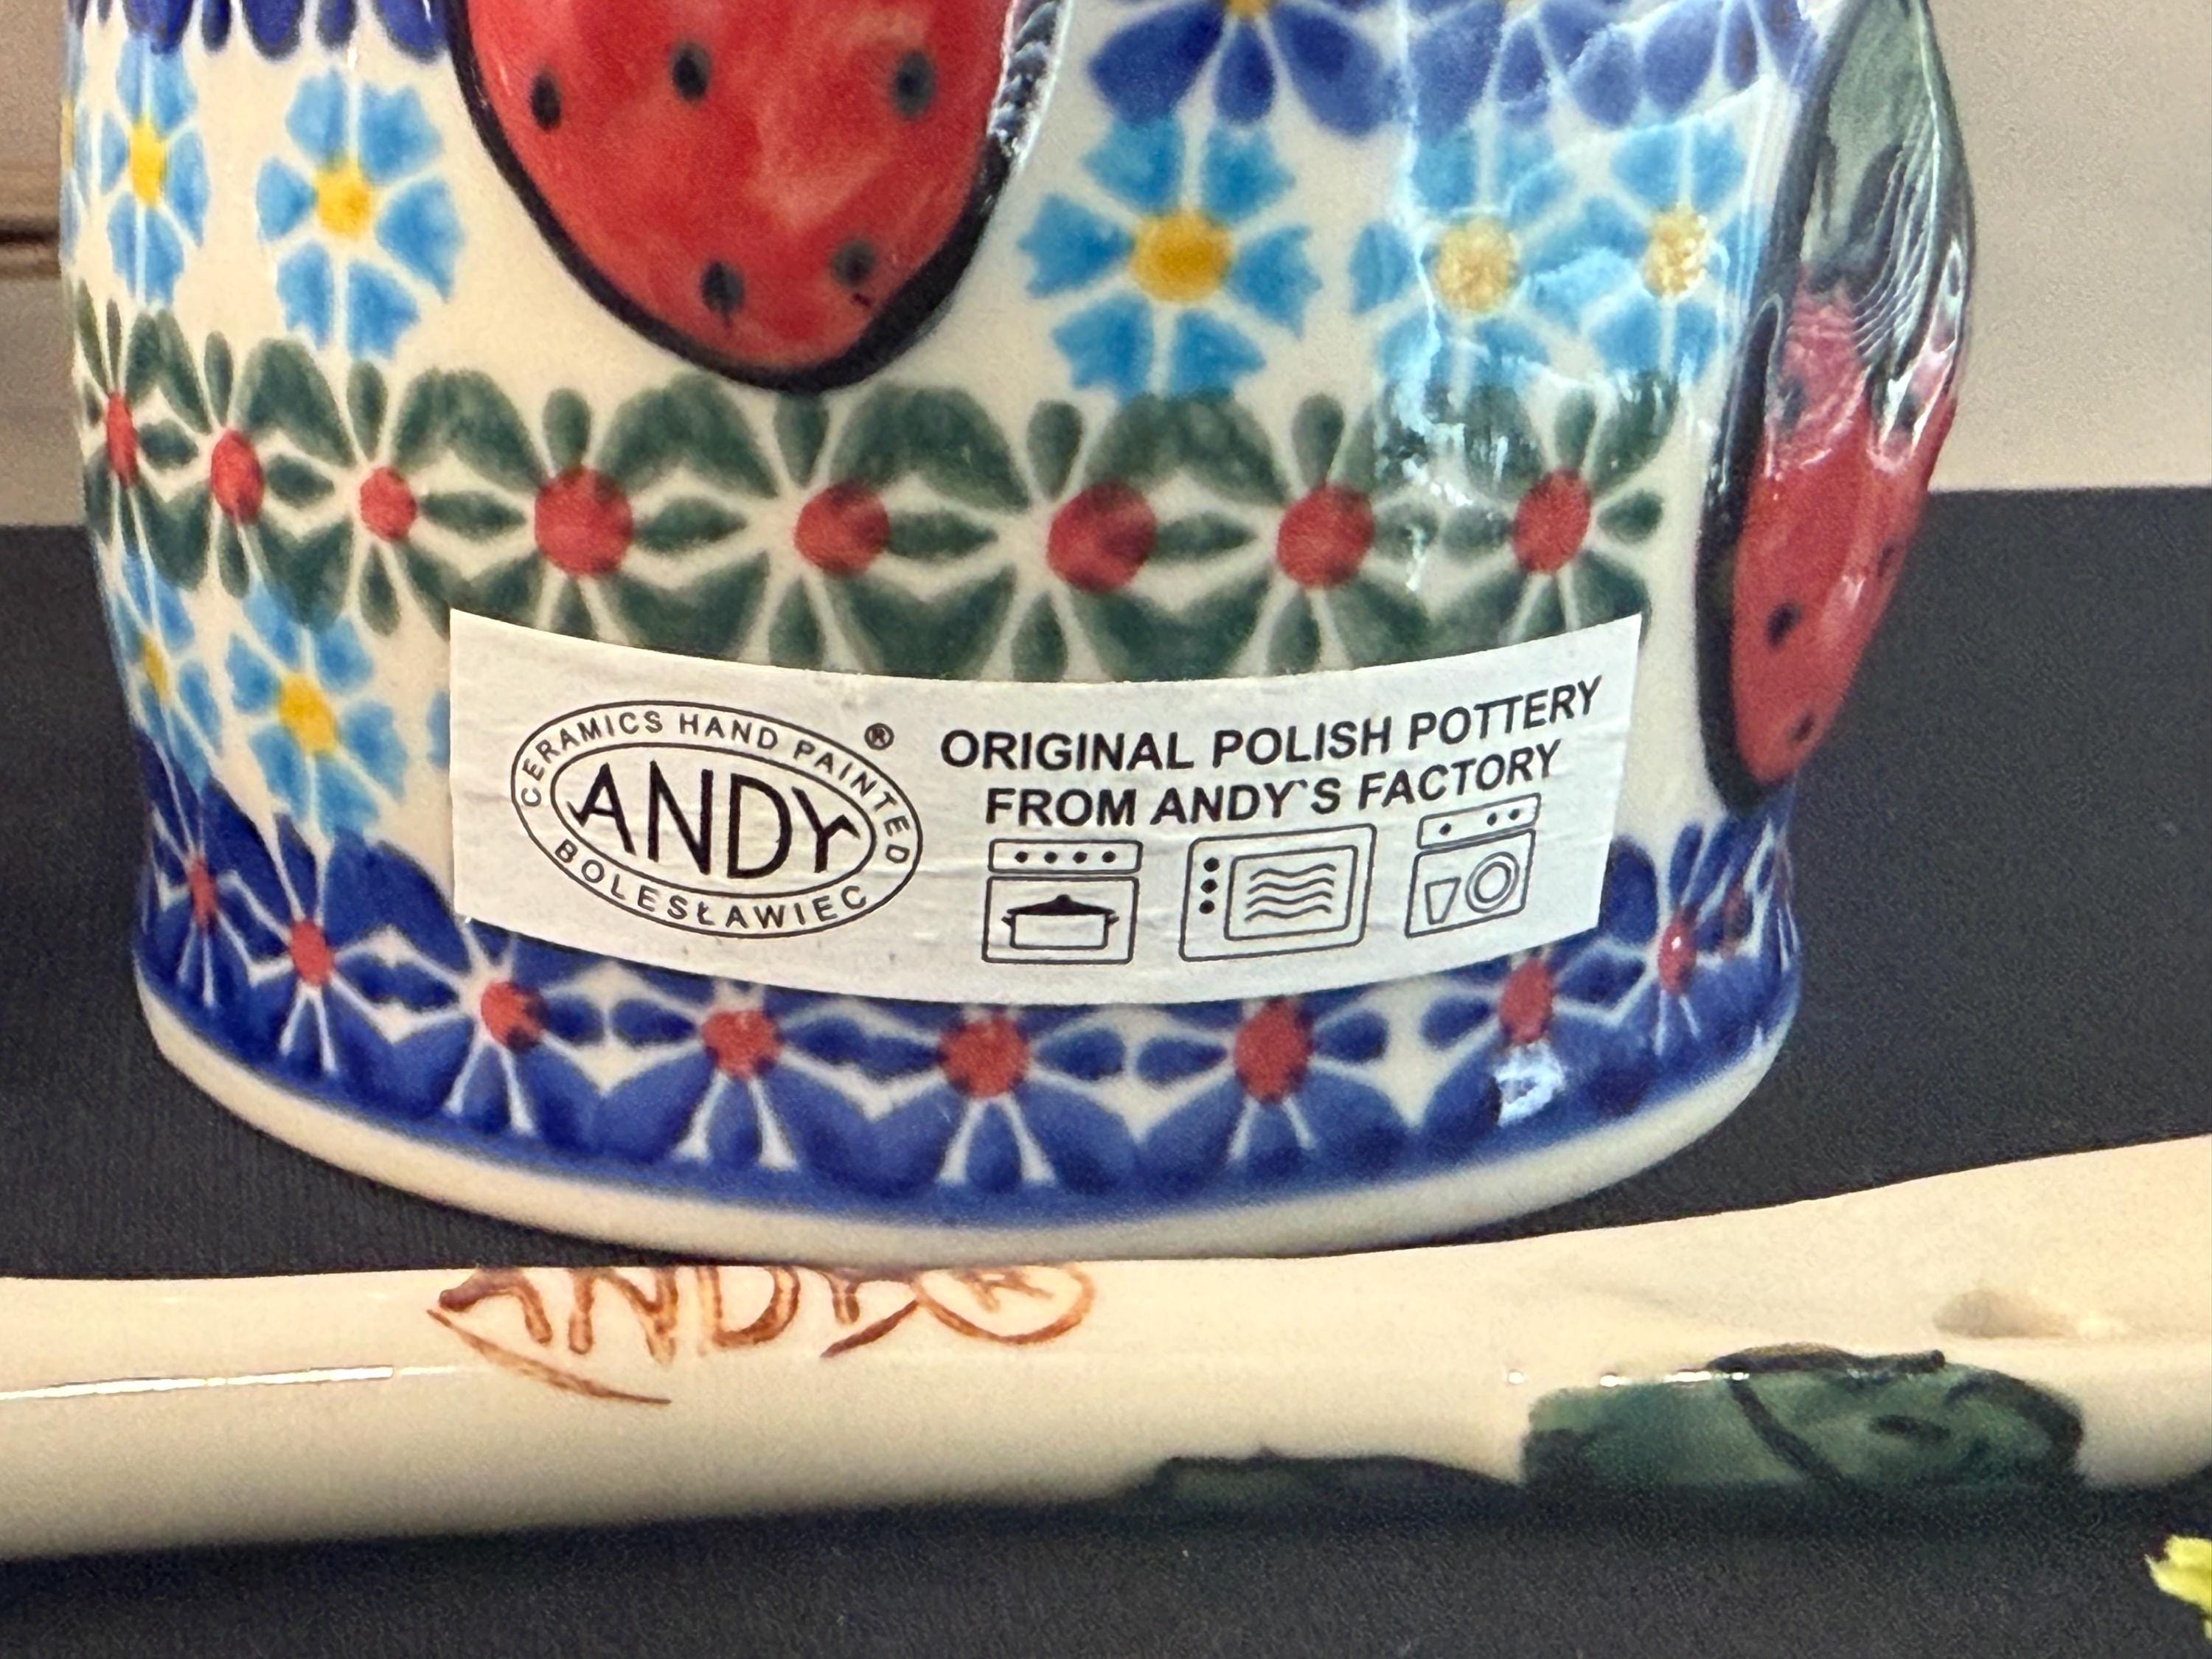 CERAMICS HAND PAINTED
®
ANDY
BOLESŁAWIEC
ORIGINAL POLISH POTTERY
FROM ANDY`S FACTORY
ANDY ®